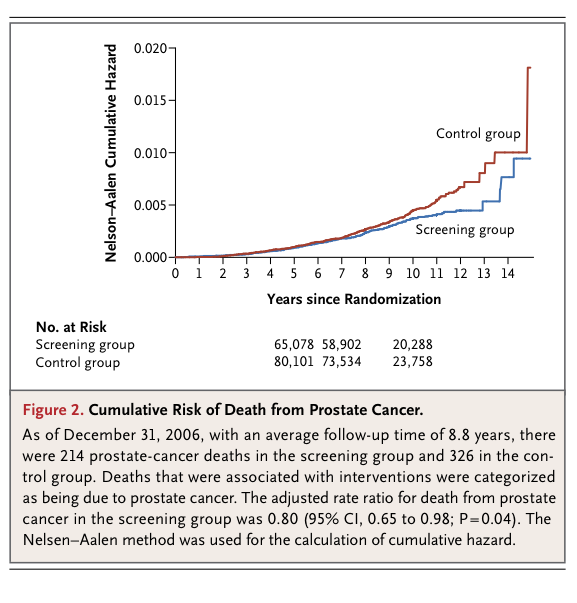 0.020
0.015
0.010
0.005
0.000
Nelson–Aalen Cumulative Hazard
Control group
Screening group
0 1 2 3 4 5 6 7 8 9 10 11 12 13 14
Years since Randomization
No. at Risk
Screening group 65,078 58,902 20,288
Control group 80,101 73,534 23,758
Figure 2. Cumulative Risk of Death from Prostate Cancer.
As of December 31, 2006, with an average follow-up time of 8.8 years, there
were 214 prostate-cancer deaths in the screening group and 326 in the con-
trol group. Deaths that were associated with interventions were categorized
as being due to prostate cancer. The adjusted rate ratio for death from prostate
cancer in the screening group was 0.80 (95% CI, 0.65 to 0.98; P=0.04). The
Nelsen–Aalen method was used for the calculation of cumulative hazard.